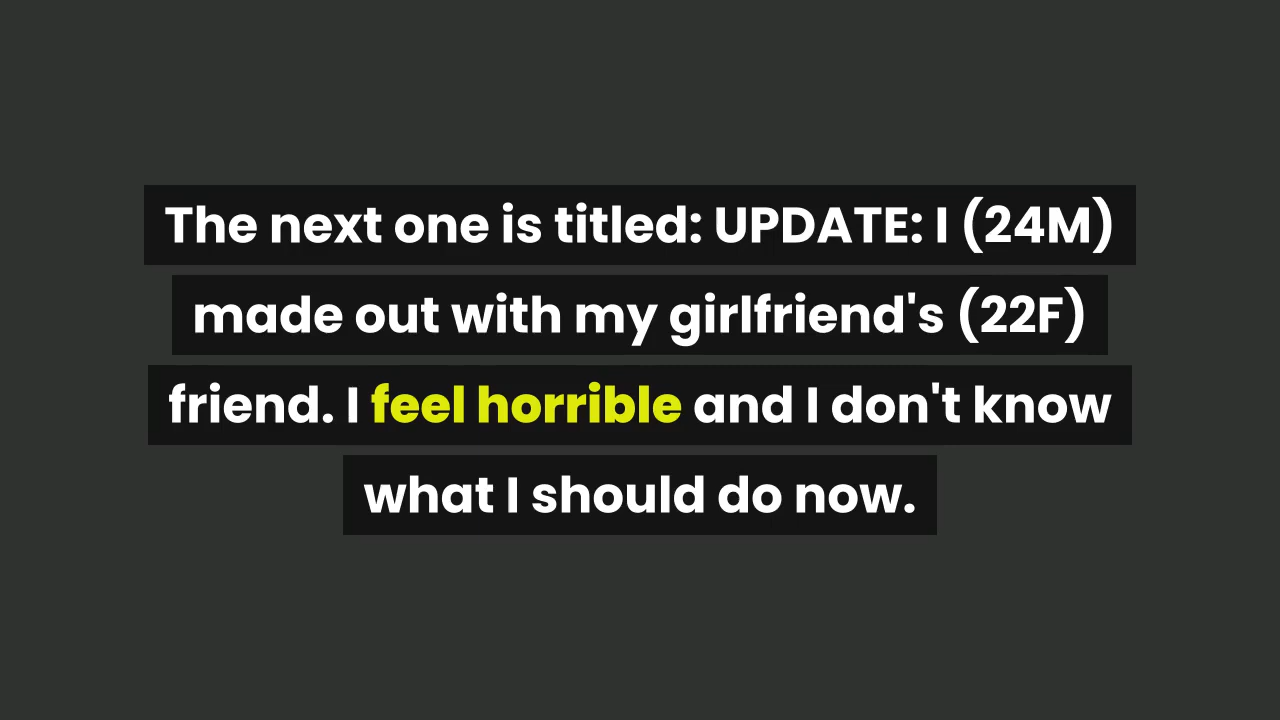 The next one is titled: UPDATE: I (24M)
made out with my girlfriend's (22F)
friend. I feel horrible and I don't know
what I should do now.